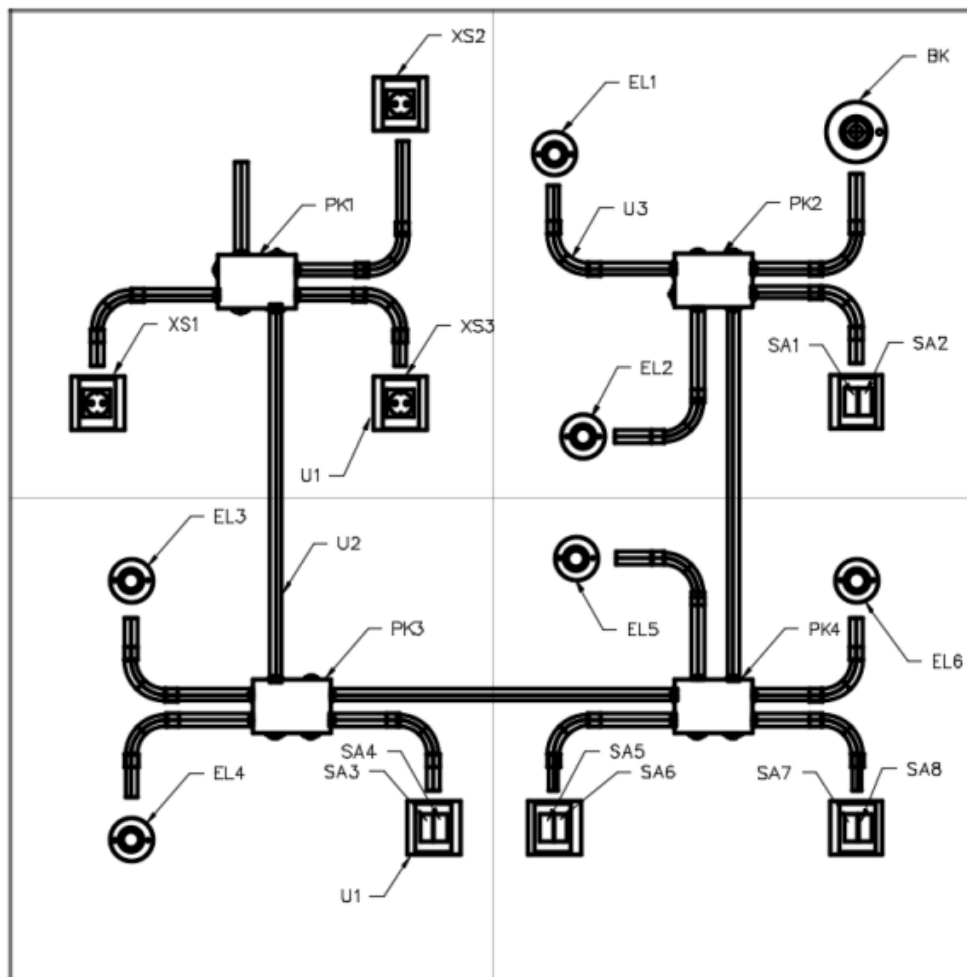 XS2
BK
EL1
PK1
U3
PK2
XS1
XS3
SA1
SA2
EL2
U1
EL3
U2
EL5
PK3
PK4
EL6
SA4
SA5
EL4
SA3
SA6
SA7
SA8
U1